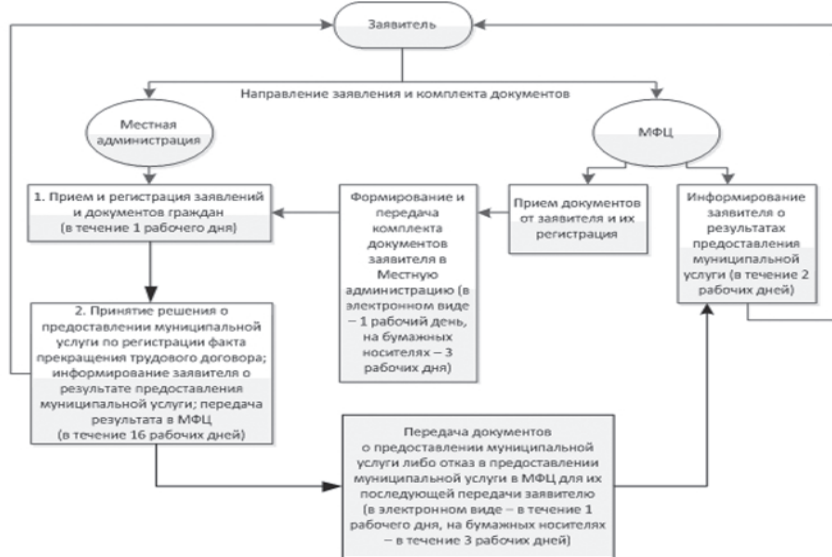 Заявитель
Направление заявления и комплекта документов
Местная
администрация
МФЦ
1. Прием и регистрация заявлений
и документов граждан
(в течение 1 рабочего дня)
Формирование и
передача
комплекта
документов
заявителя в
Местную
администрацию (в
электронном виде
– 1 рабочий день,
на бумажных
носителях – 3
рабочих дня)
Прием документов
от заявителя и их
регистрация
Информирование
заявителя о
результатах
предоставления
муниципальной
услуги (в течение 2
рабочих дней)
2. Принятие решения о
предоставлении муниципальной
услуги по регистрации факта
прекращения трудового договора;
информирование заявителя о
результате предоставления
муниципальной услуги; передача
результата в МФЦ
(в течение 16 рабочих дней)
Передача документов
о предоставлении муниципальной
услуги либо отказ в предоставлении
муниципальной услуги в МФЦ для их
последующей передачи заявителю
(в электронном виде – в течение 1
рабочего дня, на бумажных носителях
– в течение 3 рабочих дней)